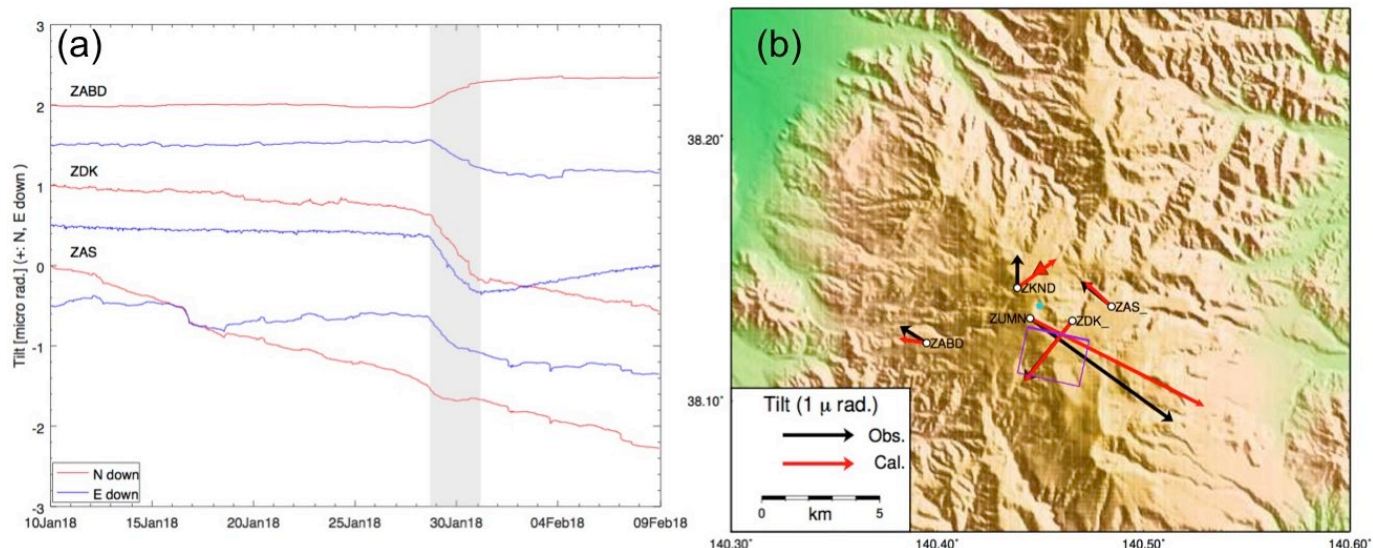 (a)
3
2
1
0
-1
-2
-3
Tilt [micro rad.] (+: N, E down)
ZABD
ZDK
ZAS
N down
E down
10Jan18 15Jan18 20Jan18 25Jan18 30Jan18 04Feb18 09Feb18
(b)
38.20°
38.10°
ZKND
ZAS_
ZUMN
ZDK_
ZABD
Tilt (1 μ rad.)
Obs.
Cal.
0 5
km
140.30° 140.40° 140.50° 140.60°